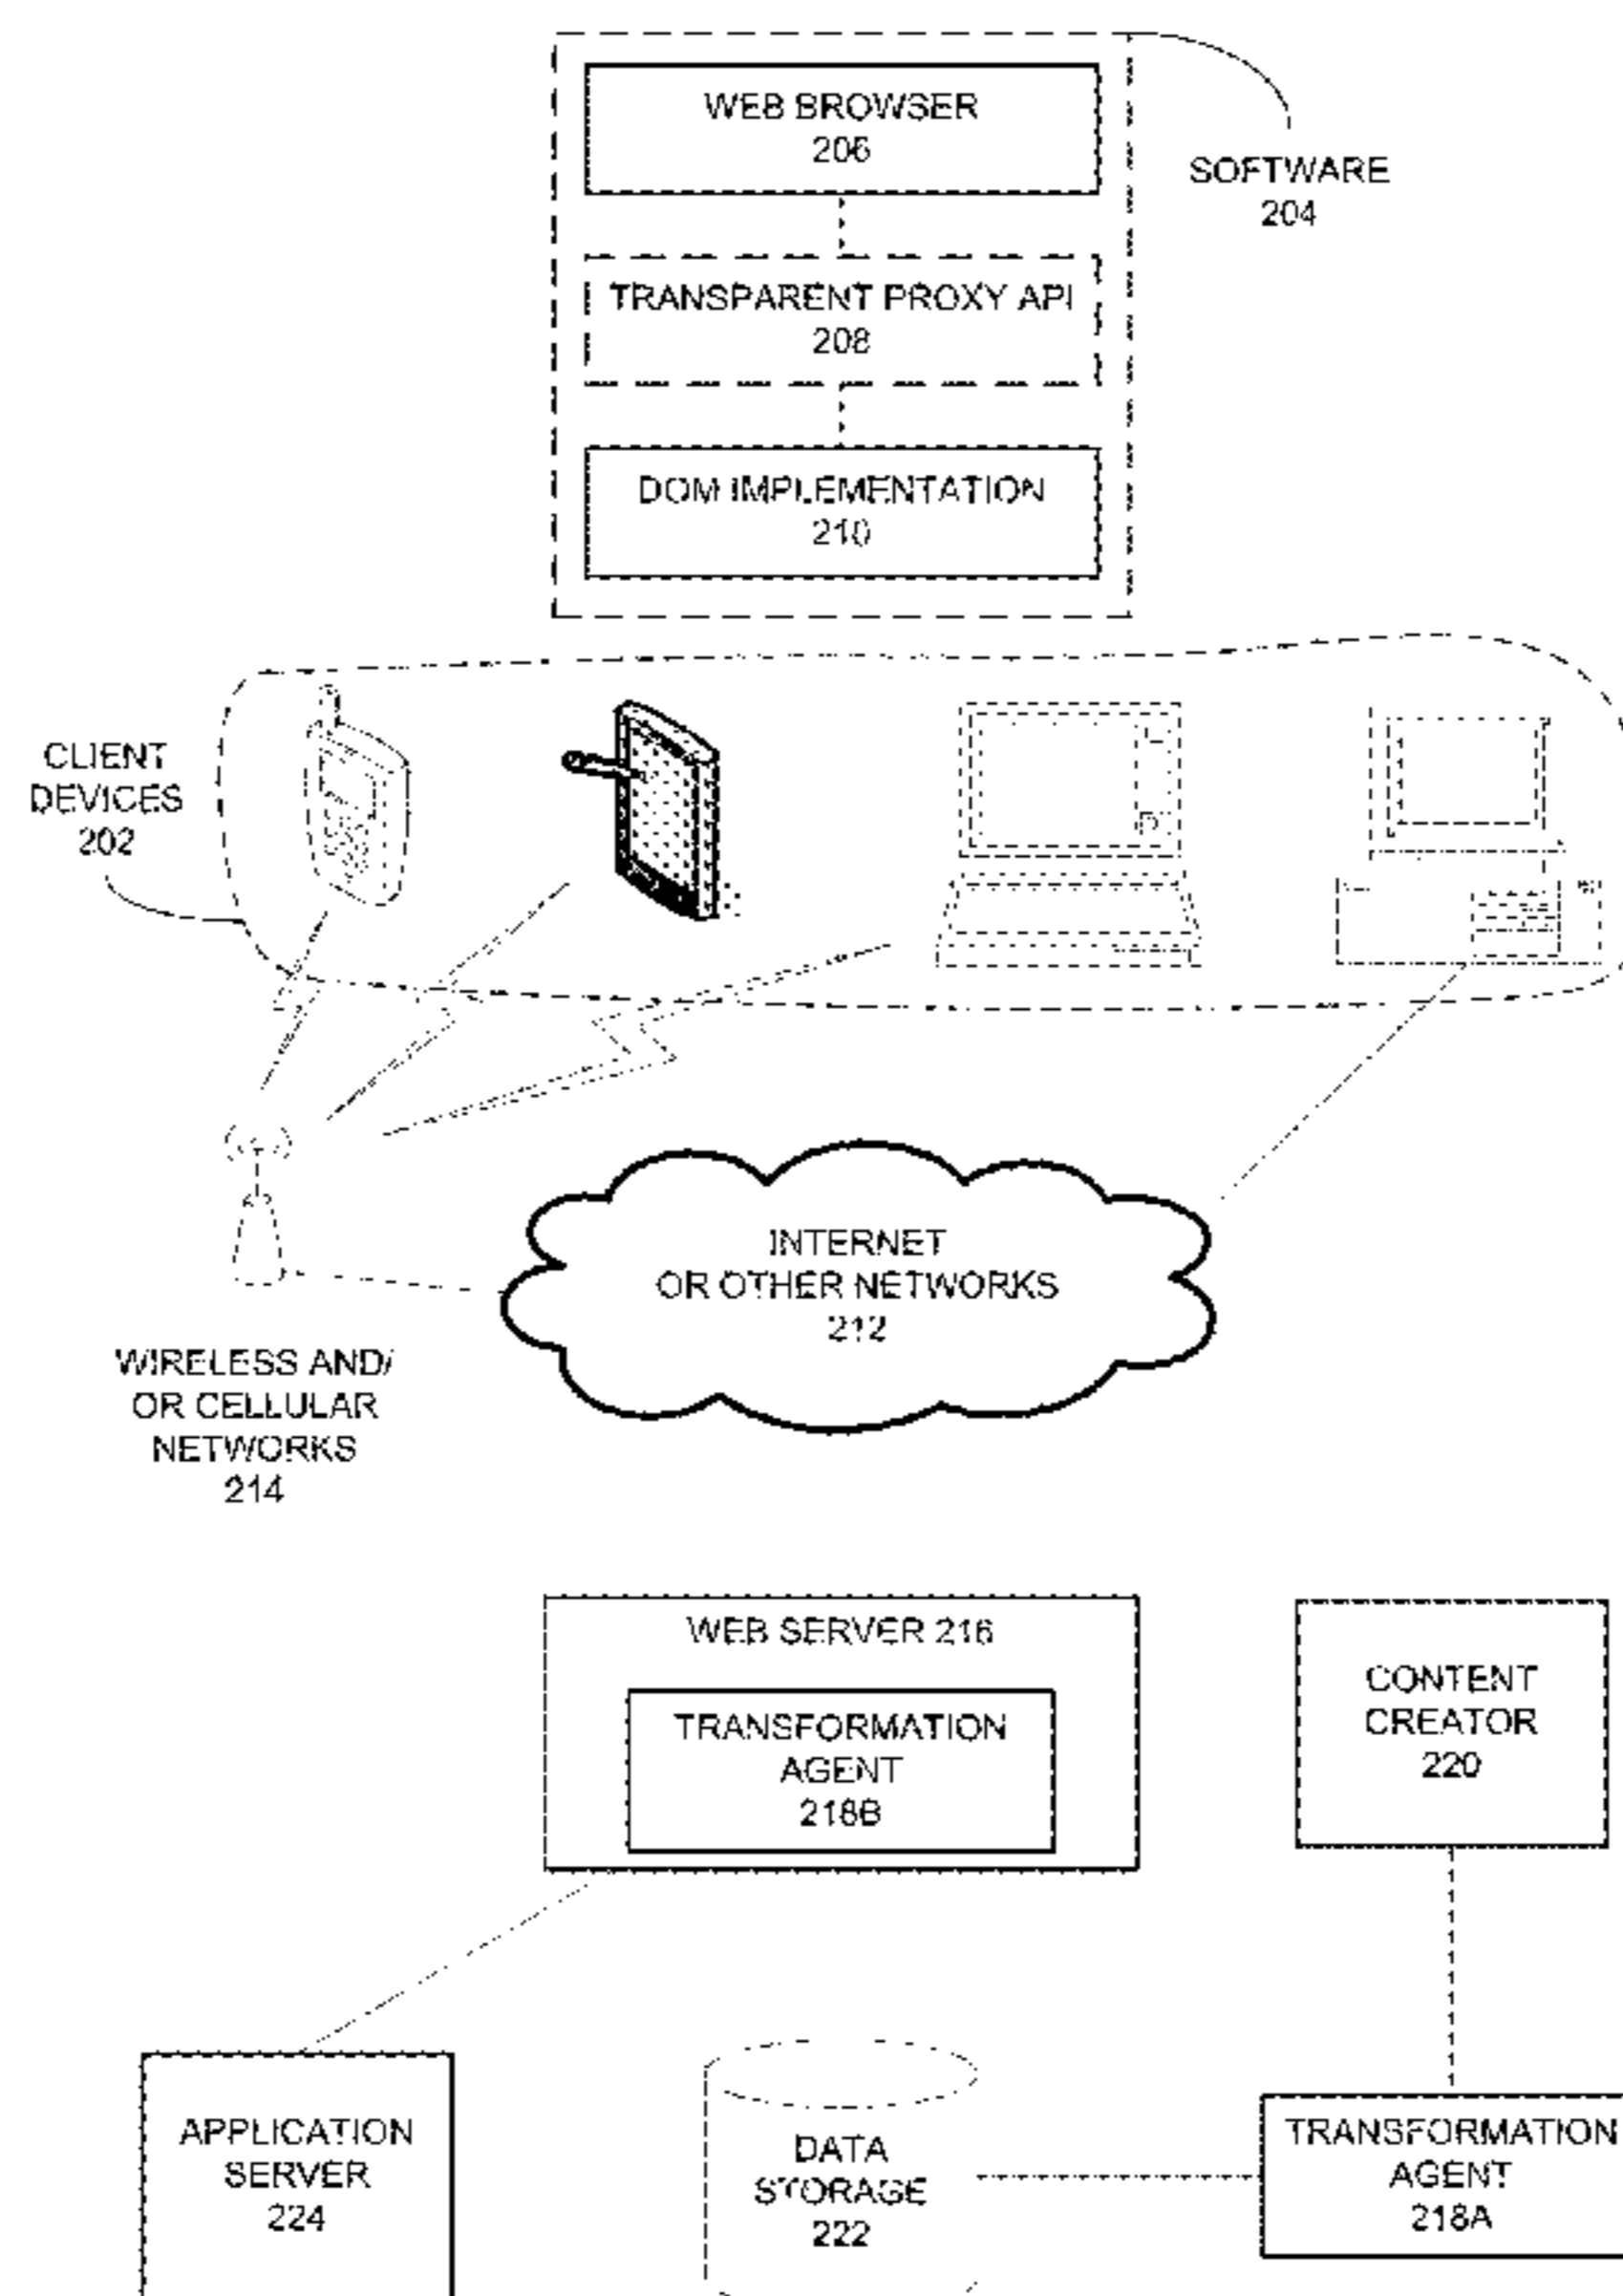 WEB BROWSER
206
SOFTWARE
204
TRANSPARENT PROXY API
208
DOM IMPLEMENTATION
210
CLIENT
DEVICES
202
INTERNET
OR OTHER NETWORKS
212
WIRELESS AND/
OR CELLULAR
NETWORKS
214
WEB SERVER 216
TRANSFORMATION
AGENT
218B
CONTENT
CREATOR
220
APPLICATION
SERVER
224
DATA
STORAGE
222
TRANSFORMATION
AGENT
218A